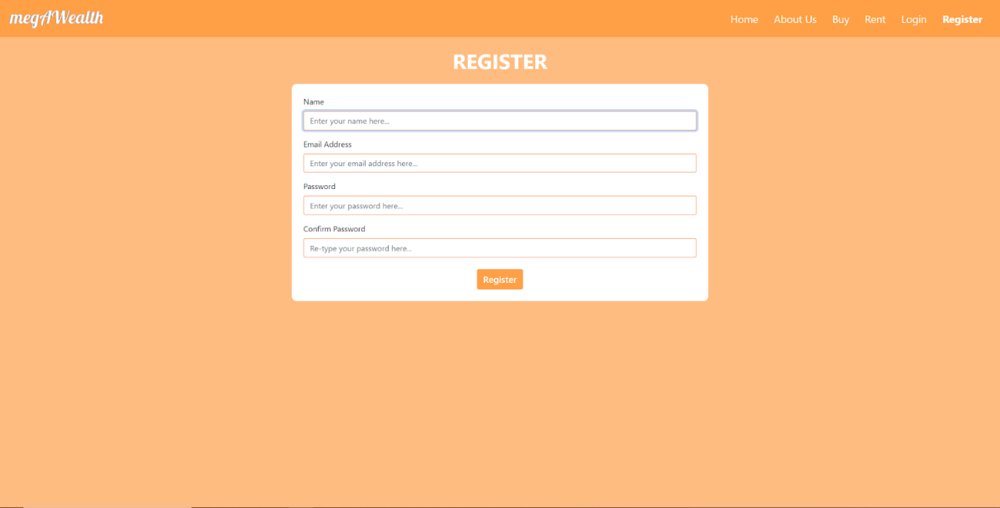 megAWealth
Home About Us Buy Rent Login Register
REGISTER
Name
Enter your name here...
Email Address
Enter your email address here...
Password
Enter your password here...
Confirm Password
Re-type your password here...
Register